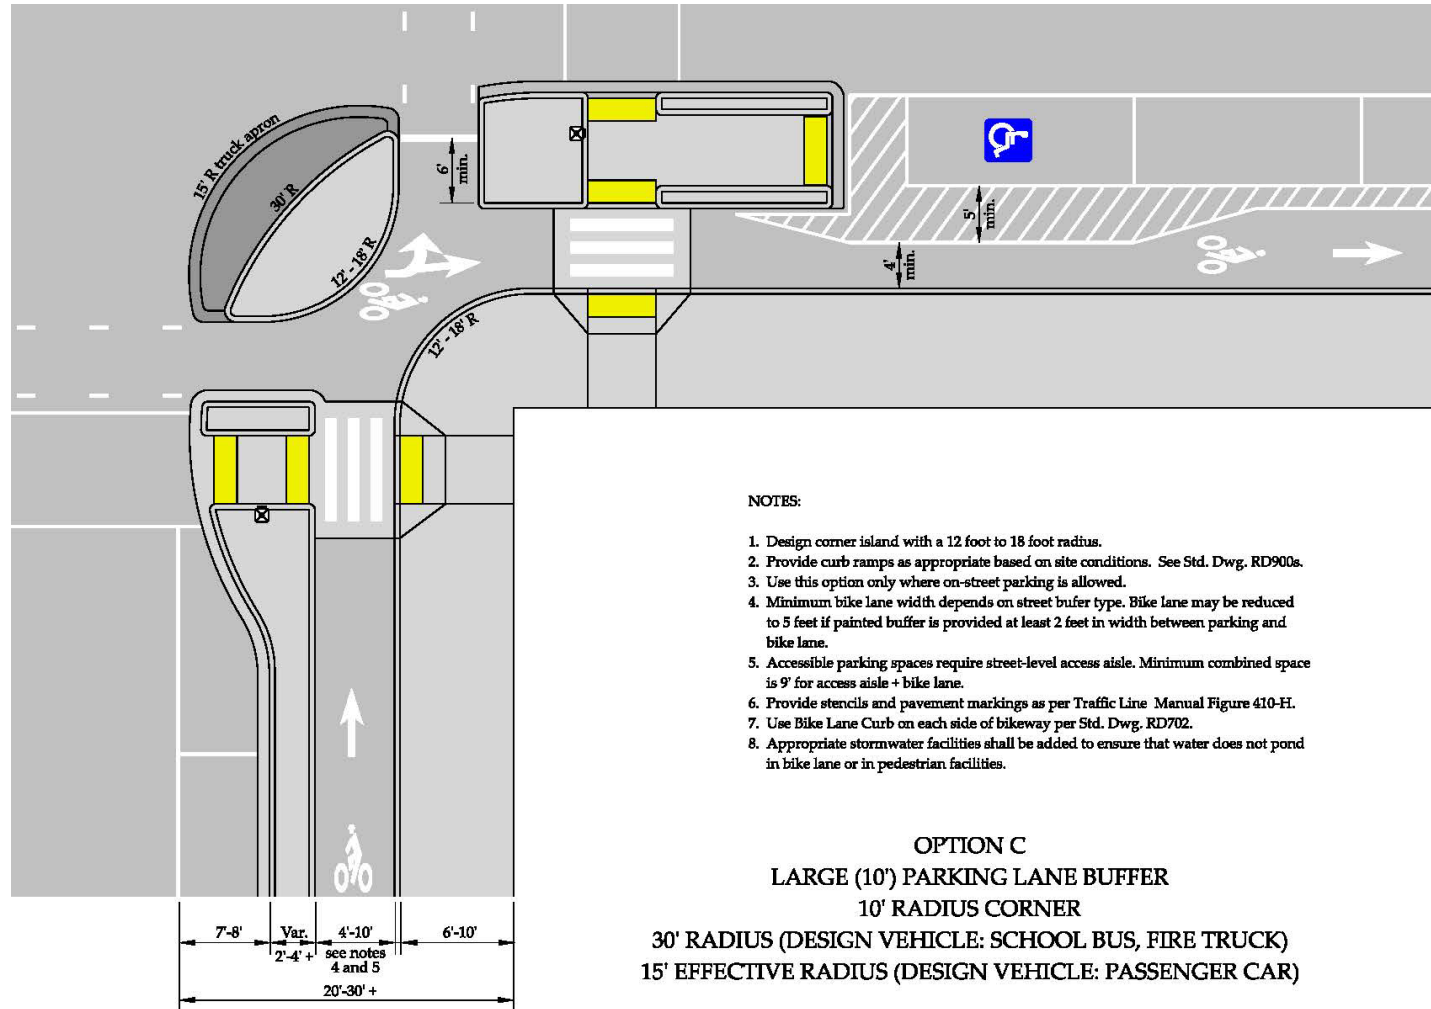 15' R truck apron
30' R
12' - 18' R
6'
min.
5'
min.
4'
min.
12' - 18' R
NOTES:
1. Design corner island with a 12 foot to 18 foot radius.
2. Provide curb ramps as appropriate based on site conditions. See Std. Dwg. RD900s.
3. Use this option only where on-street parking is allowed.
4. Minimum bike lane width depends on street bufer type. Bike lane may be reduced
to 5 feet if painted buffer is provided at least 2 feet in width between parking and
bike lane.
5. Accessible parking spaces require street-level access aisle. Minimum combined space
is 9' for access aisle + bike lane.
6. Provide stencils and pavement markings as per Traffic Line Manual Figure 410-H.
7. Use Bike Lane Curb on each side of bikeway per Std. Dwg. RD702.
8. Appropriate stormwater facilities shall be added to ensure that water does not pond
in bike lane or in pedestrian facilities.
OPTION C
LARGE (10') PARKING LANE BUFFER
10' RADIUS CORNER
30' RADIUS (DESIGN VEHICLE: SCHOOL BUS, FIRE TRUCK)
15' EFFECTIVE RADIUS (DESIGN VEHICLE: PASSENGER CAR)
7'-8'
Var.
2'-4' +
4'-10'
see notes
4 and 5
6'-10'
20'-30' +